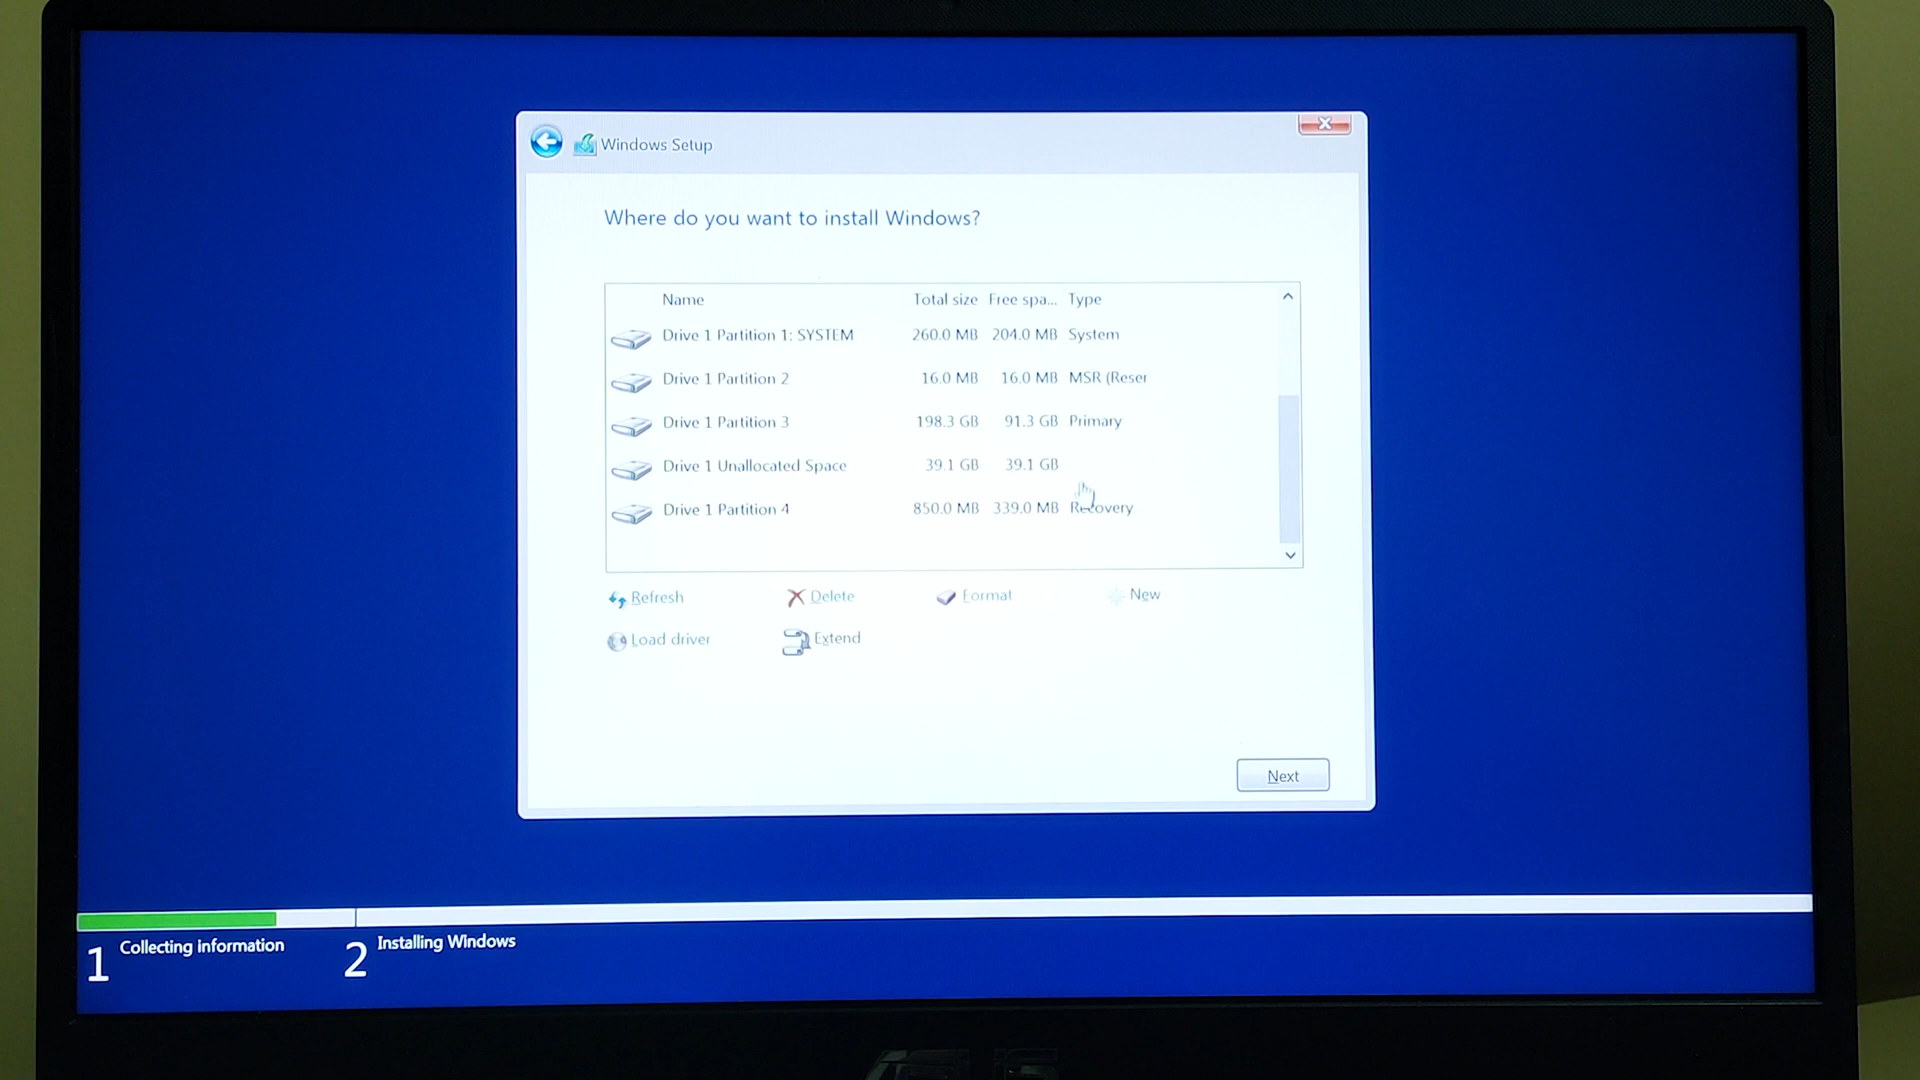 Windows Setup
Where do you want to install Windows?
Name Total size Free spa... Type
Drive 1 Partition 1: SYSTEM 260.0 MB 204.0 MB System
Drive 1 Partition 2 16.0 MB 16.0 MB MSR (Reser
Drive 1 Partition 3 198.3 GB 91.3 GB Primary
Drive 1 Unallocated Space 39.1 GB 39.1 GB
Drive 1 Partition 4 850.0 MB 339.0 MB Recovery
Refresh Delete Format New
Load driver Extend
Next
1 Collecting information 2 Installing Windows